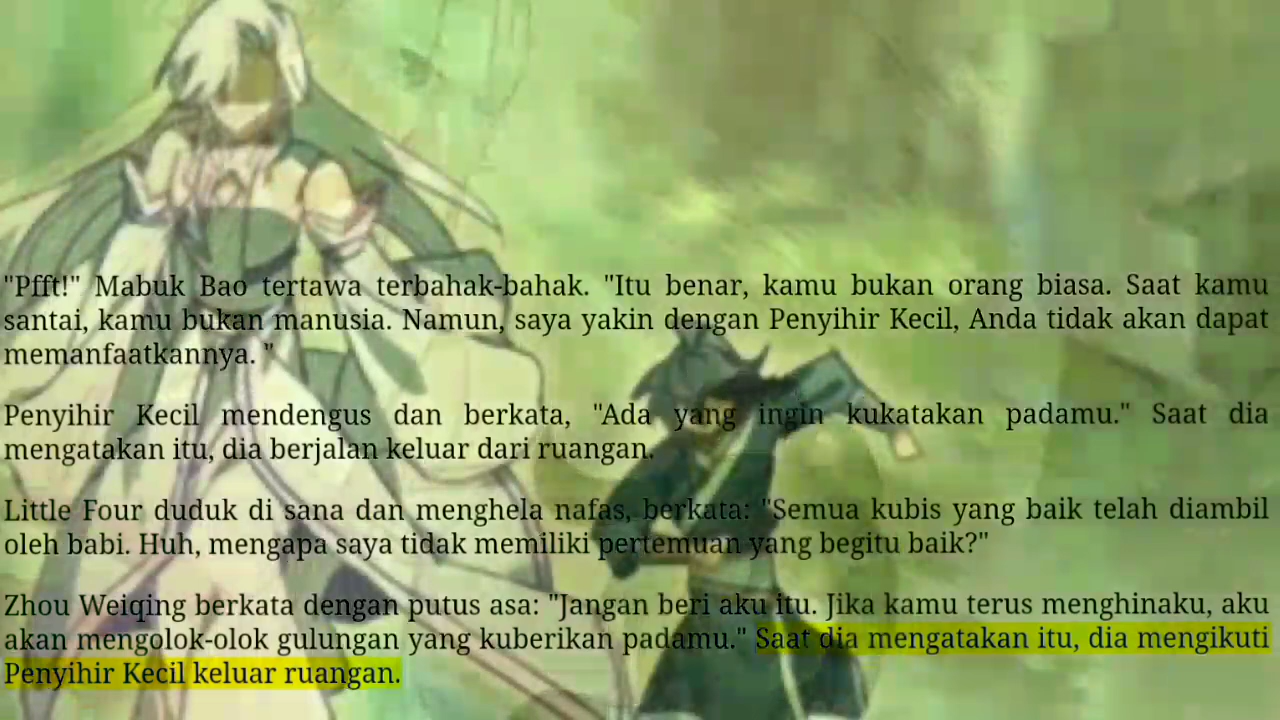 "Pfft!" Mabuk Bao tertawa terbahak-bahak. "Itu benar, kamu bukan orang biasa. Saat kamu
santai, kamu bukan manusia. Namun, saya yakin dengan Penyihir Kecil, Anda tidak akan dapat
memanfaatkannya. "
Penyihir Kecil mendengus dan berkata, "Ada yang ingin kukatakan padamu." Saat dia
mengatakan itu, dia berjalan keluar dari ruangan.
Little Four duduk di sana dan menghela nafas, berkata: "Semua kubis yang baik telah diambil
oleh babi. Huh, mengapa saya tidak memiliki pertemuan yang begitu baik?"
Zhou Weiqing berkata dengan putus asa: "Jangan beri aku itu. Jika kamu terus menghinaku, aku
akan mengolok-olok gulungan yang kuberikan padamu." Saat dia mengatakan itu, dia mengikuti
Penyihir Kecil keluar ruangan.